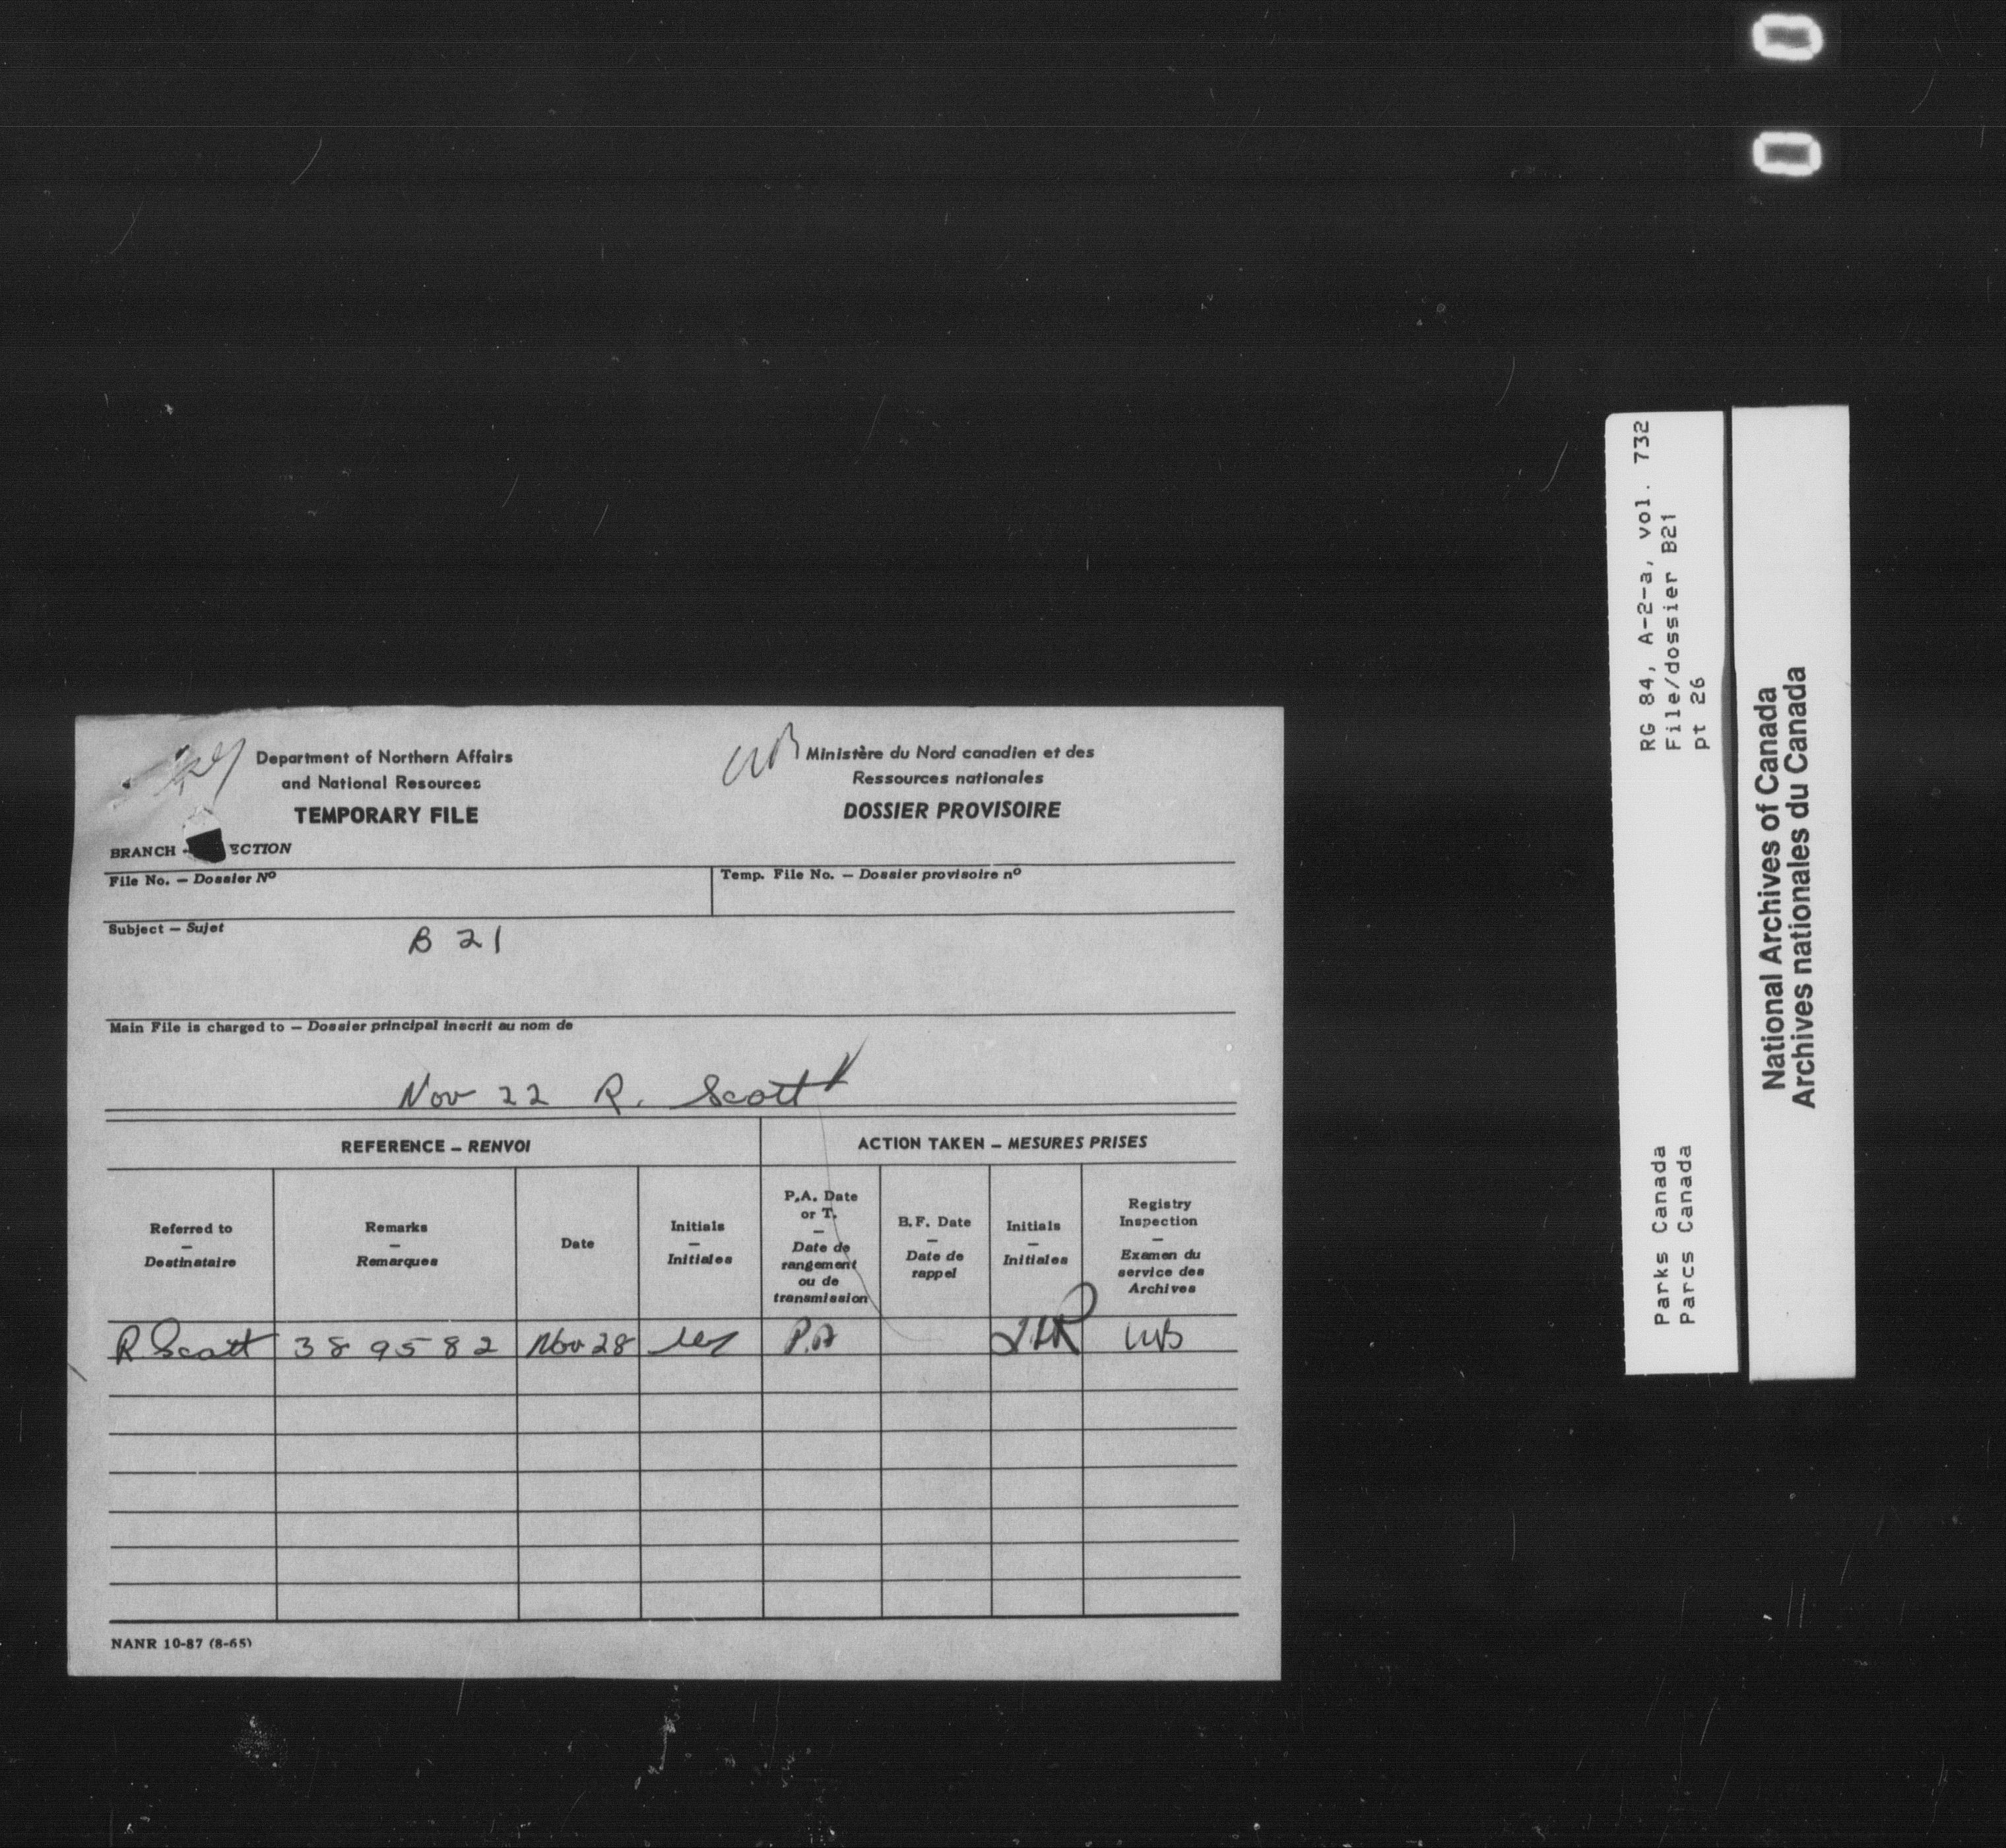 Department of Northern Affairs
and National Resources
TEMPORARY FILE
Ministère du Nord canadien et des
Ressources nationales
DOSSIER PROVISOIRE
BRANCH - ECTION
File No. — Dossier Nº
Temp. File No. — Dossier provisoire nº
Subject — Sujet
B 21
Main File is charged to — Dossier principal inscrit au nom de
Nov 22 R. Scott
REFERENCE – RENVOI
ACTION TAKEN – MESURES PRISES
Referred to
–
Destinataire
Remarks
–
Remarques
Date
Initials
–
Initiales
P.A. Date
or T.
–
Date de
rangement
ou de
transmission
B.F. Date
–
Date de
rappel
Initials
–
Initiales
Registry
Inspection
–
Examen du
service des
Archives
R. Scott 389582 Nov 28 P.A WB
NANR 10-87 (8-65)
RG 84, A-2-a, vol. 732
File/dossier B21
pt 26
Parks Canada
Parcs Canada
National Archives of Canada
Archives nationales du Canada